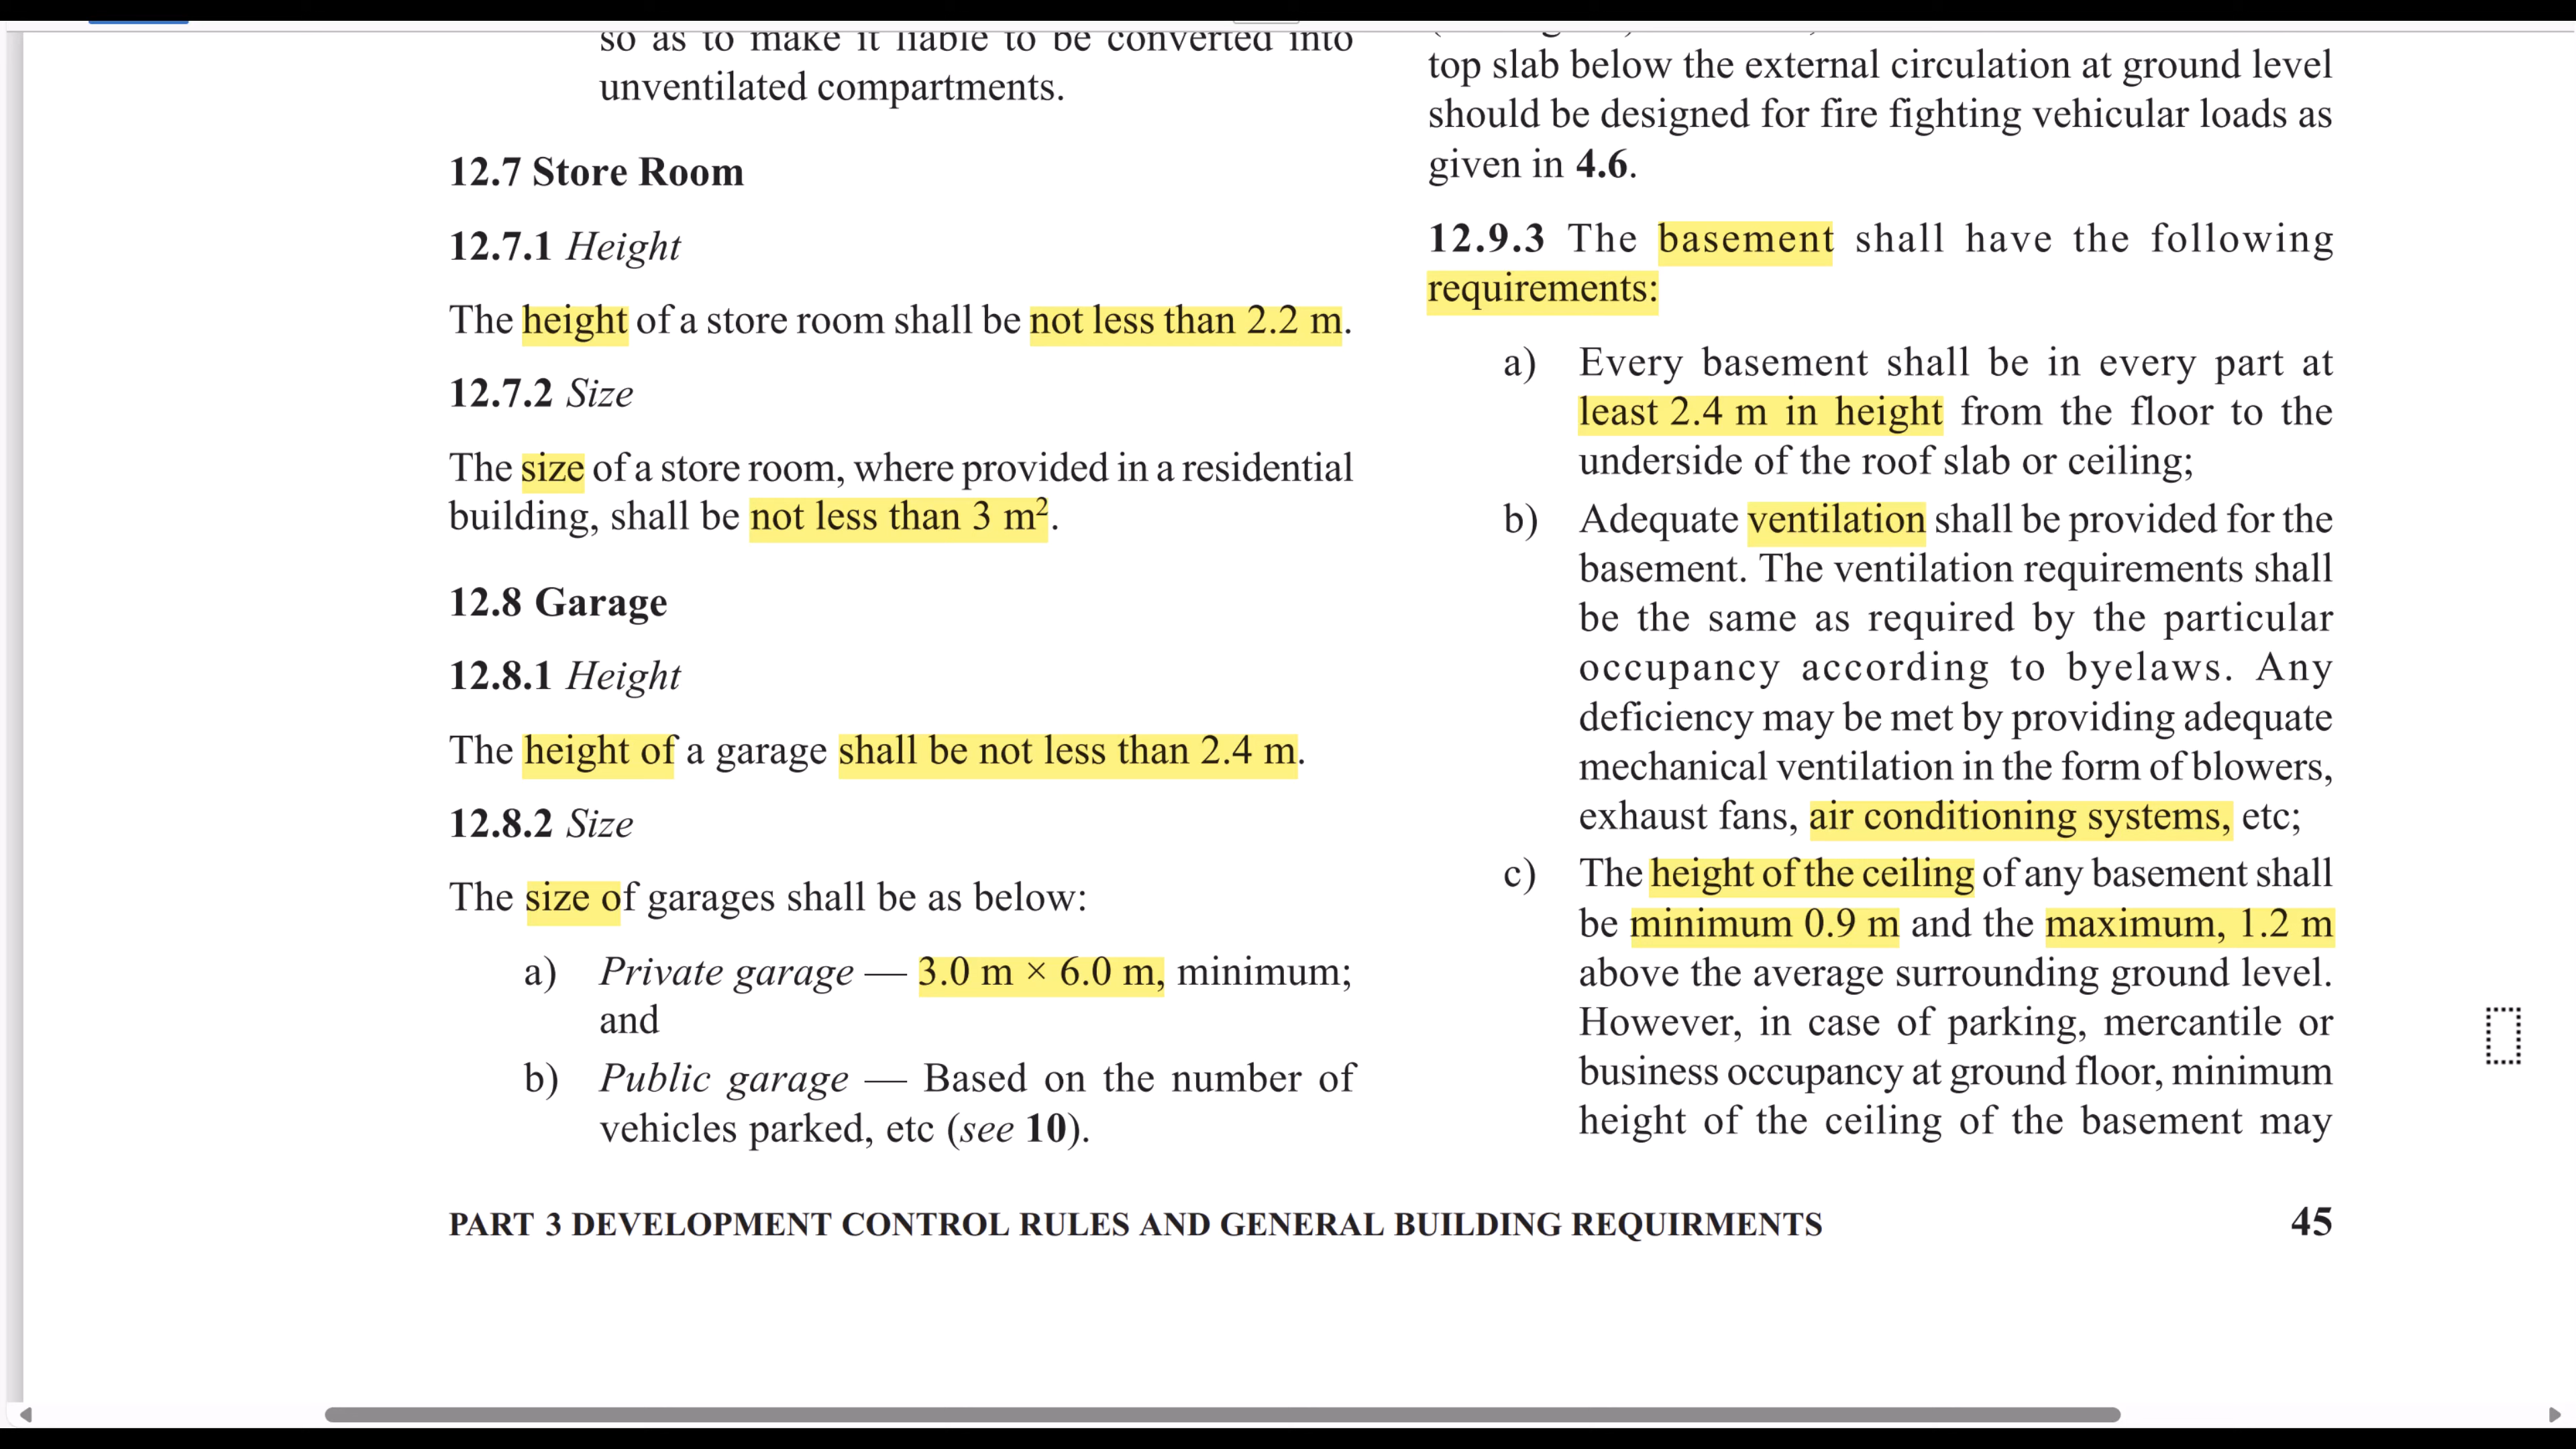 so as to make it liable to be converted into
unventilated compartments.
12.7 Store Room
12.7.1 Height
The height of a store room shall be not less than 2.2 m.
12.7.2 Size
The size of a store room, where provided in a residential
building, shall be not less than 3 m².
12.8 Garage
12.8.1 Height
The height of a garage shall be not less than 2.4 m.
12.8.2 Size
The size of garages shall be as below:
a) Private garage — 3.0 m × 6.0 m, minimum;
and
b) Public garage — Based on the number of
vehicles parked, etc (see 10).
top slab below the external circulation at ground level
should be designed for fire fighting vehicular loads as
given in 4.6.
12.9.3 The basement shall have the following
requirements:
a) Every basement shall be in every part at
least 2.4 m in height from the floor to the
underside of the roof slab or ceiling;
b) Adequate ventilation shall be provided for the
basement. The ventilation requirements shall
be the same as required by the particular
occupancy according to byelaws. Any
deficiency may be met by providing adequate
mechanical ventilation in the form of blowers,
exhaust fans, air conditioning systems, etc;
c) The height of the ceiling of any basement shall
be minimum 0.9 m and the maximum, 1.2 m
above the average surrounding ground level.
However, in case of parking, mercantile or
business occupancy at ground floor, minimum
height of the ceiling of the basement may
PART 3 DEVELOPMENT CONTROL RULES AND GENERAL BUILDING REQUIRMENTS 45